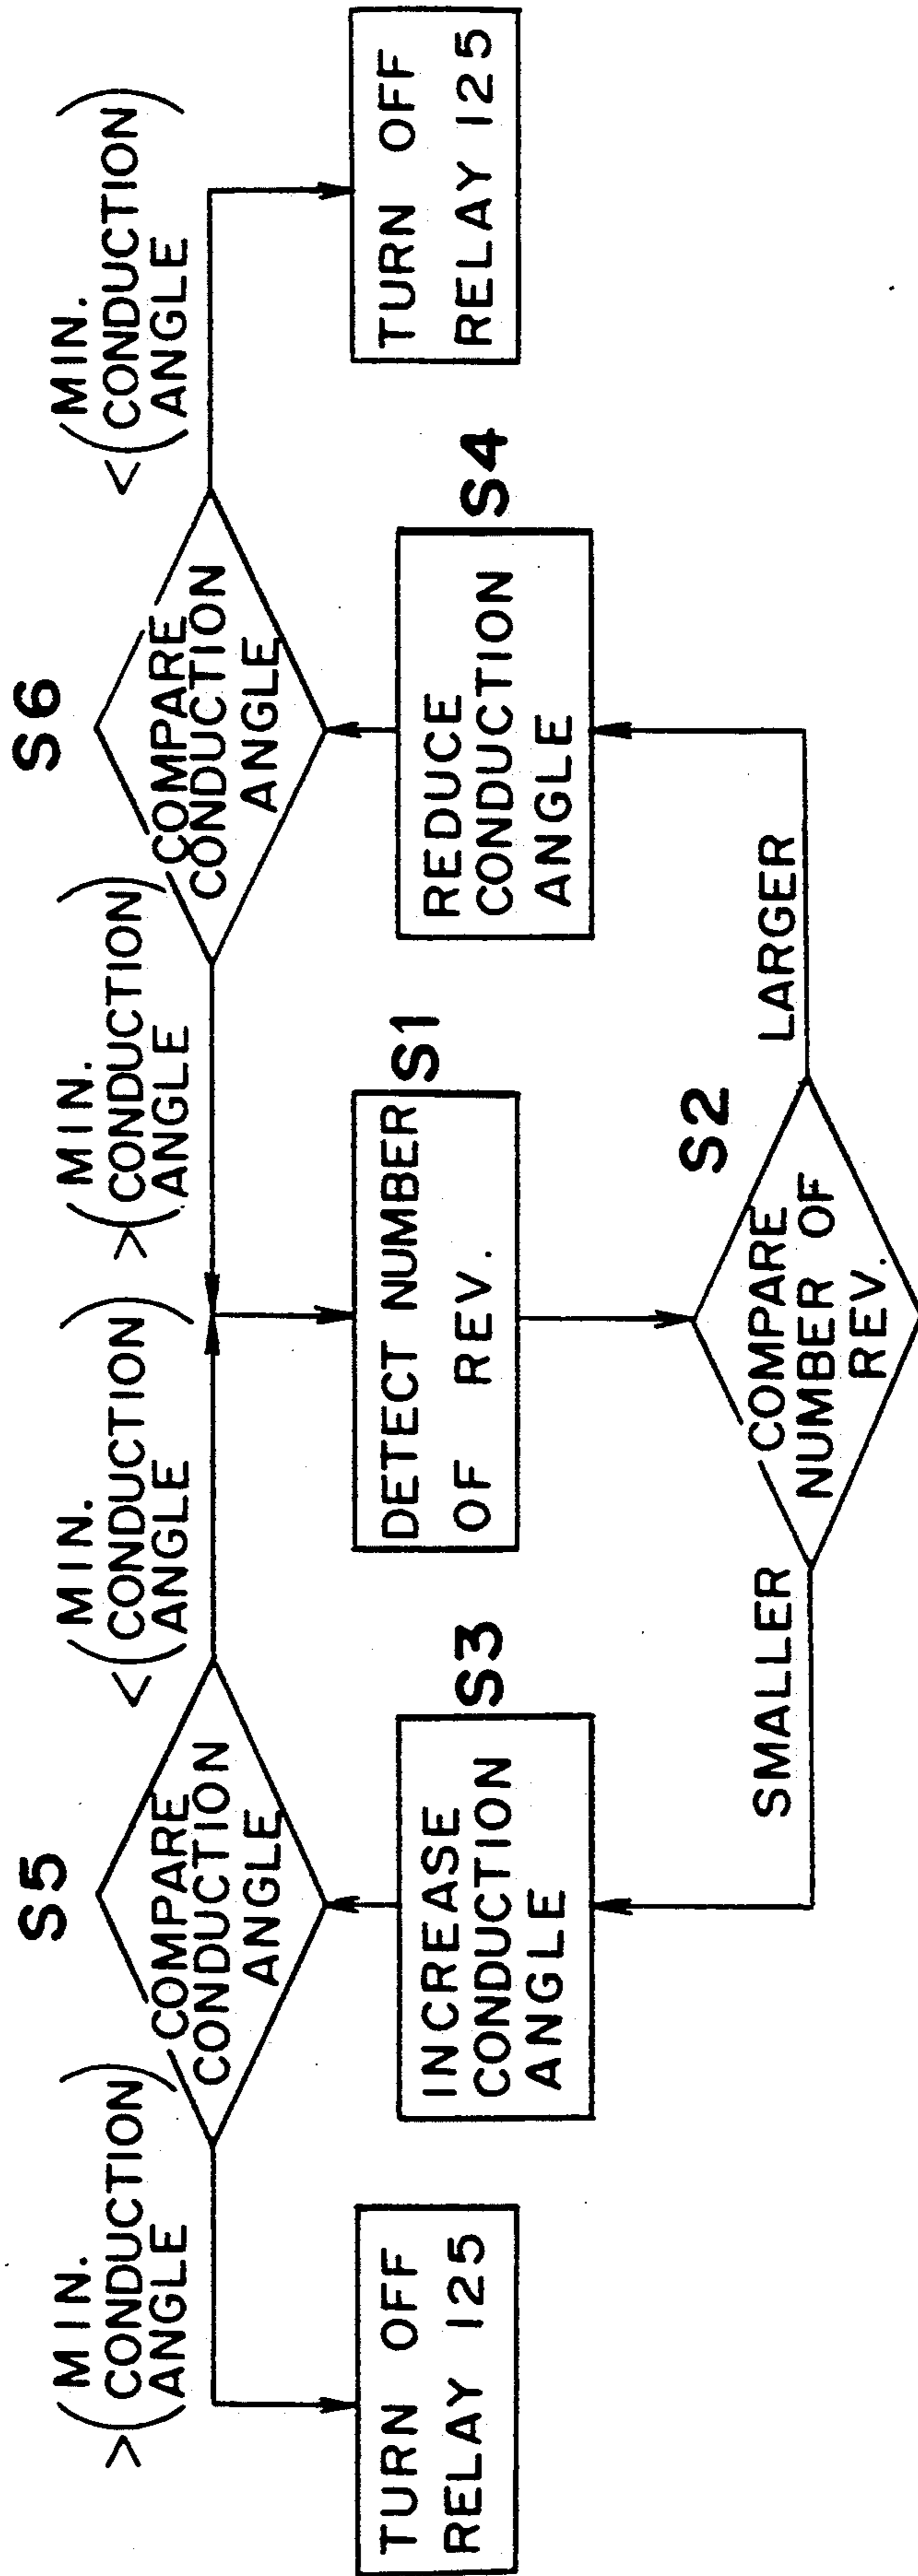 S5
S6
> (MIN.
CONDUCTION
ANGLE)
COMPARE
CONDUCTION
ANGLE
< (MIN.
CONDUCTION
ANGLE)
> (MIN.
CONDUCTION
ANGLE)
COMPARE
CONDUCTION
ANGLE
< (MIN.
CONDUCTION
ANGLE)
TURN OFF
RELAY 125
INCREASE
CONDUCTION
ANGLE
S3
DETECT NUMBER
OF REV.
S1
REDUCE
CONDUCTION
ANGLE
S4
TURN OFF
RELAY 125
SMALLER
COMPARE
NUMBER OF
REV.
S2
LARGER